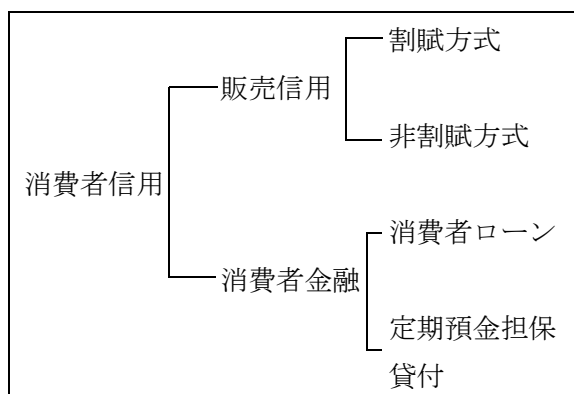 割賦方式
販売信用
非割賦方式
消費者信用
消費者ローン
消費者金融
定期預金担保
貸付